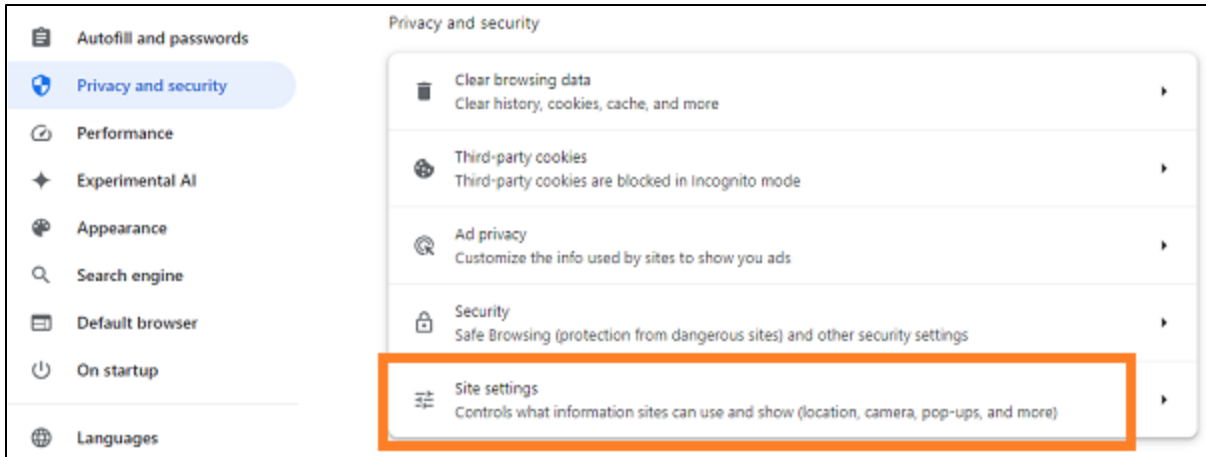 Autofill and passwords
Privacy and security
Performance
Experimental AI
Appearance
Search engine
Default browser
On startup
Languages
Privacy and security
Clear browsing data
Clear history, cookies, cache, and more
Third-party cookies
Third-party cookies are blocked in Incognito mode
Ad privacy
Customize the info used by sites to show you ads
Security
Safe Browsing (protection from dangerous sites) and other security settings
Site settings
Controls what information sites can use and show (location, camera, pop-ups, and more)